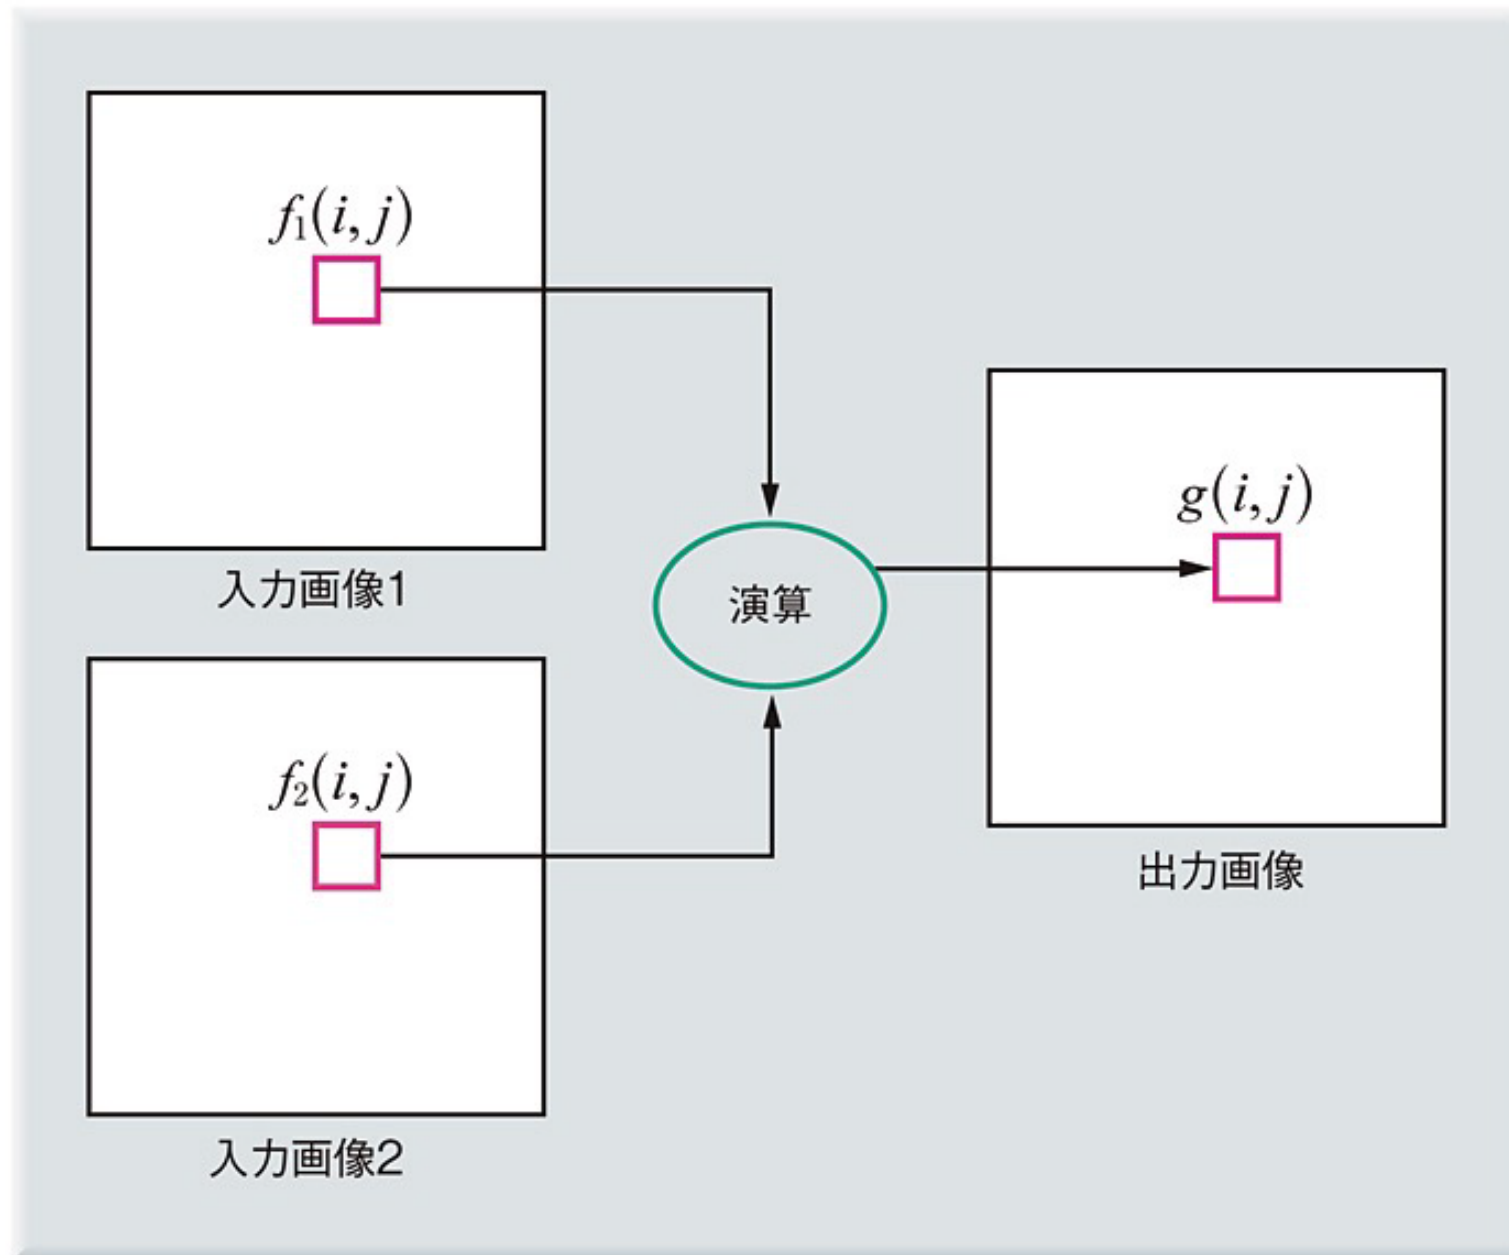 f₁(i, j)
入力画像1
f₂(i, j)
入力画像2
演算
g(i, j)
出力画像